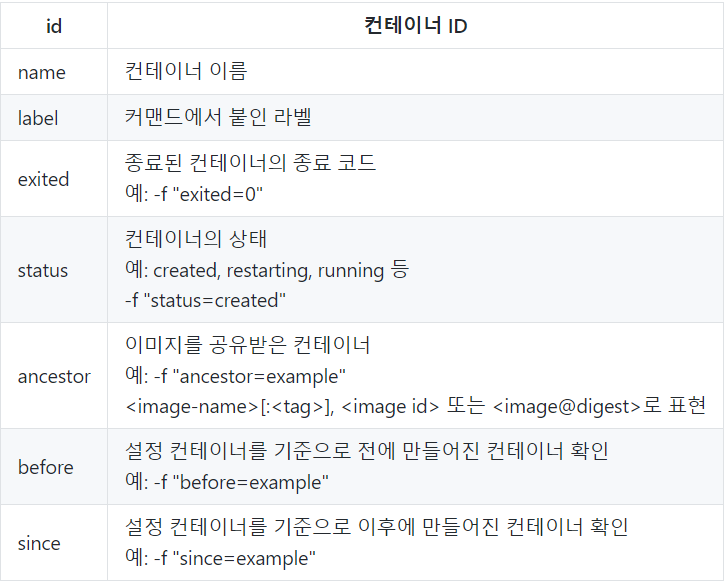 id 컨테이너 ID
name 컨테이너 이름
label 커맨드에서 붙인 라벨
exited 종료된 컨테이너의 종료 코드
예: -f "exited=0"
status 컨테이너의 상태
예: created, restarting, running 등
-f "status=created"
ancestor 이미지를 공유받은 컨테이너
예: -f "ancestor=example"
<image-name>[:<tag>], <image id> 또는 <image@digest>로 표현
before 설정 컨테이너를 기준으로 전에 만들어진 컨테이너 확인
예: -f "before=example"
since 설정 컨테이너를 기준으로 이후에 만들어진 컨테이너 확인
예: -f "since=example"